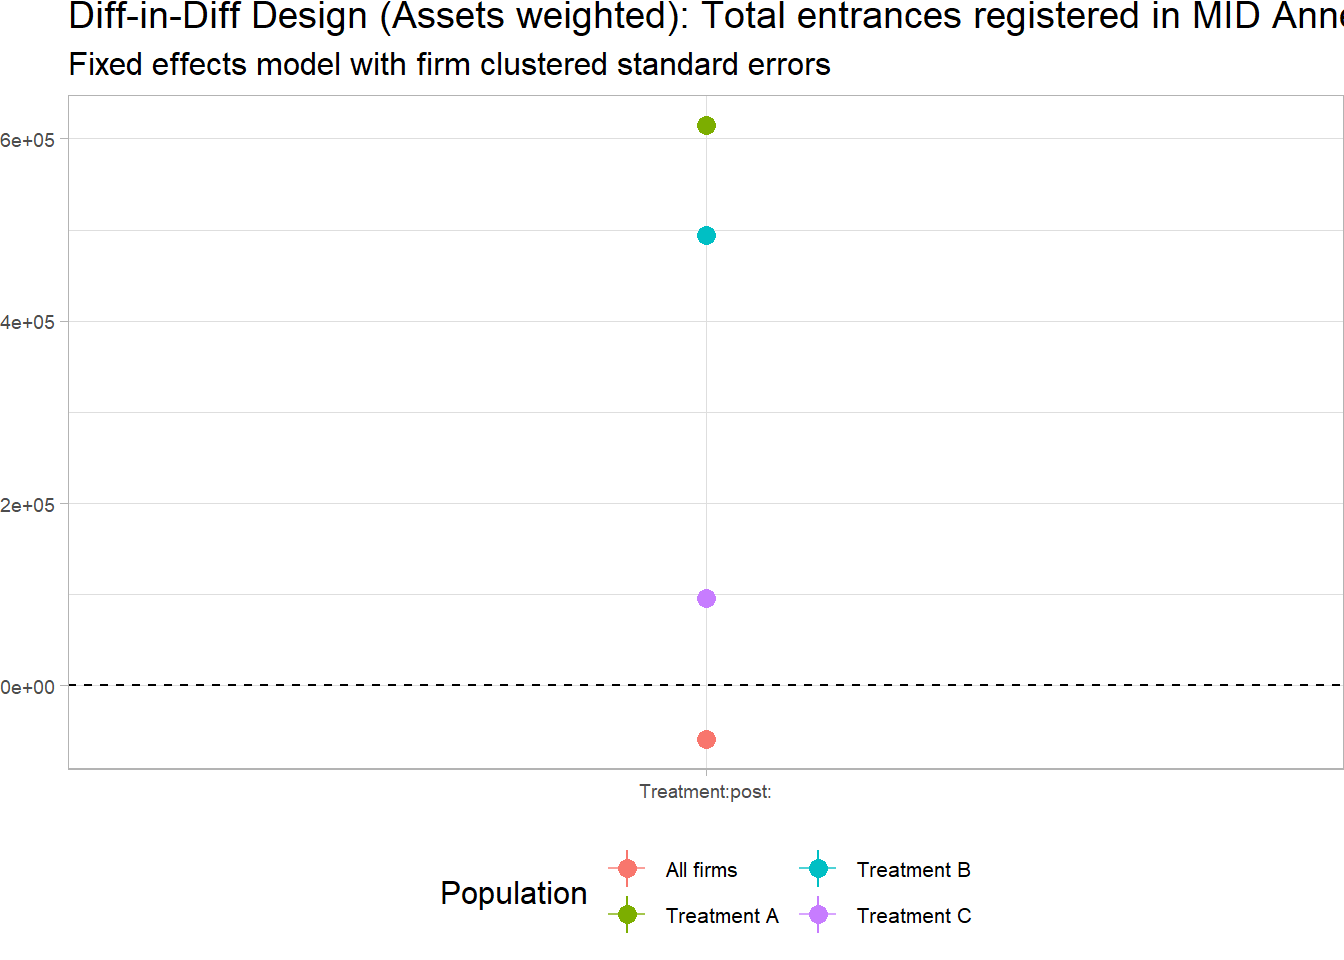 Diff-in-Diff Design (Assets weighted): Total entrances registered in MID Anne
Fixed effects model with firm clustered standard errors
6e+05
4e+05
2e+05
0e+00
Treatment:post:
Population
All firms
Treatment B
Treatment A
Treatment C